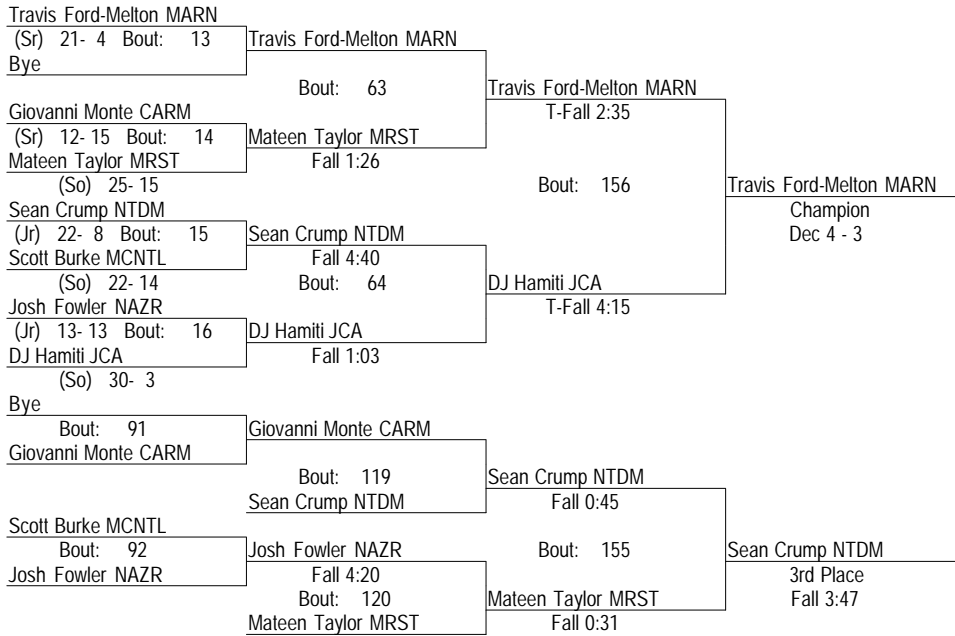 Travis Ford-Melton MARN
(Sr) 21- 4 Bout: 13 Travis Ford-Melton MARN
Bye
Bout: 63 Travis Ford-Melton MARN
Giovanni Monte CARM T-Fall 2:35
(Sr) 12- 15 Bout: 14 Mateen Taylor MRST
Mateen Taylor MRST Fall 1:26
(So) 25- 15 Bout: 156 Travis Ford-Melton MARN
Sean Crump NTDM Champion
(Jr) 22- 8 Bout: 15 Sean Crump NTDM Dec 4 - 3
Scott Burke MCNTL Fall 4:40
(So) 22- 14 Bout: 64 DJ Hamiti JCA
Josh Fowler NAZR T-Fall 4:15
(Jr) 13- 13 Bout: 16 DJ Hamiti JCA
DJ Hamiti JCA Fall 1:03
(So) 30- 3
Bye
Bout: 91 Giovanni Monte CARM
Giovanni Monte CARM
Bout: 119 Sean Crump NTDM
Sean Crump NTDM Fall 0:45
Scott Burke MCNTL
Bout: 92 Josh Fowler NAZR Bout: 155 Sean Crump NTDM
Josh Fowler NAZR Fall 4:20 3rd Place
Bout: 120 Mateen Taylor MRST Fall 3:47
Mateen Taylor MRST Fall 0:31